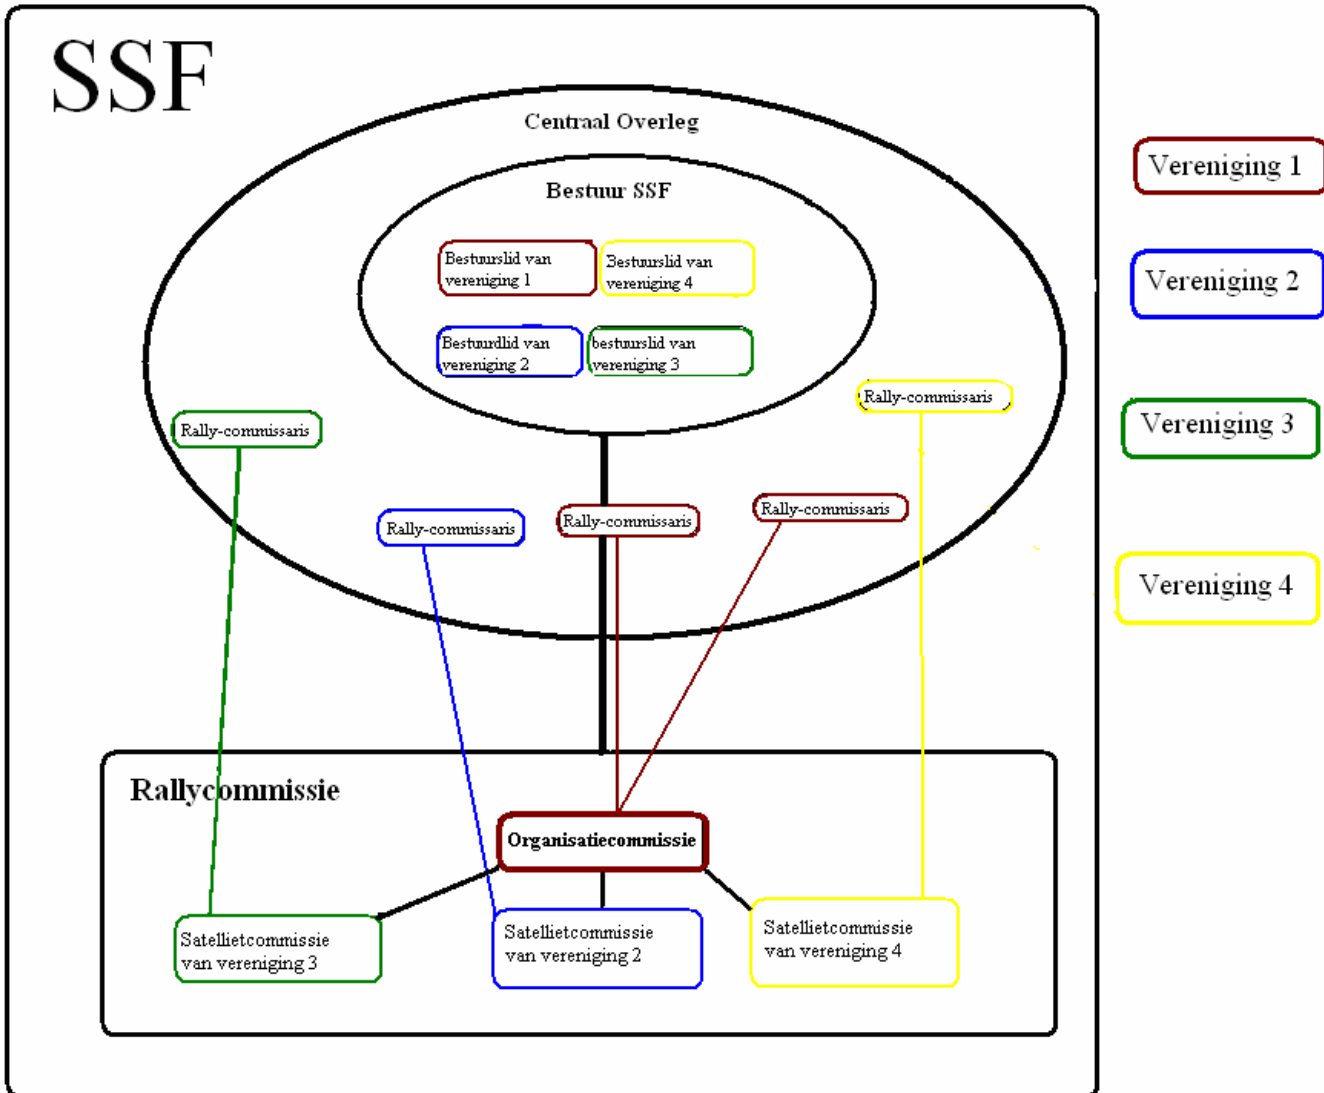 SSF
Centraal Overleg
Bestuur SSF
Bestuurslid van
vereniging 1
Bestuurslid van
vereniging 4
Bestuurdlid van
vereniging 2
bestuurslid van
vereniging 3
Rally-commissaris
Rally-commissaris
Rally-commissaris
Rally-commissaris
Rally-commissaris
Rallycommissie
Organisatiecommissie
Satellietcommissie
van vereniging 3
Satellietcommissie
van vereniging 2
Satellietcommissie
van vereniging 4
Vereniging 1
Vereniging 2
Vereniging 3
Vereniging 4